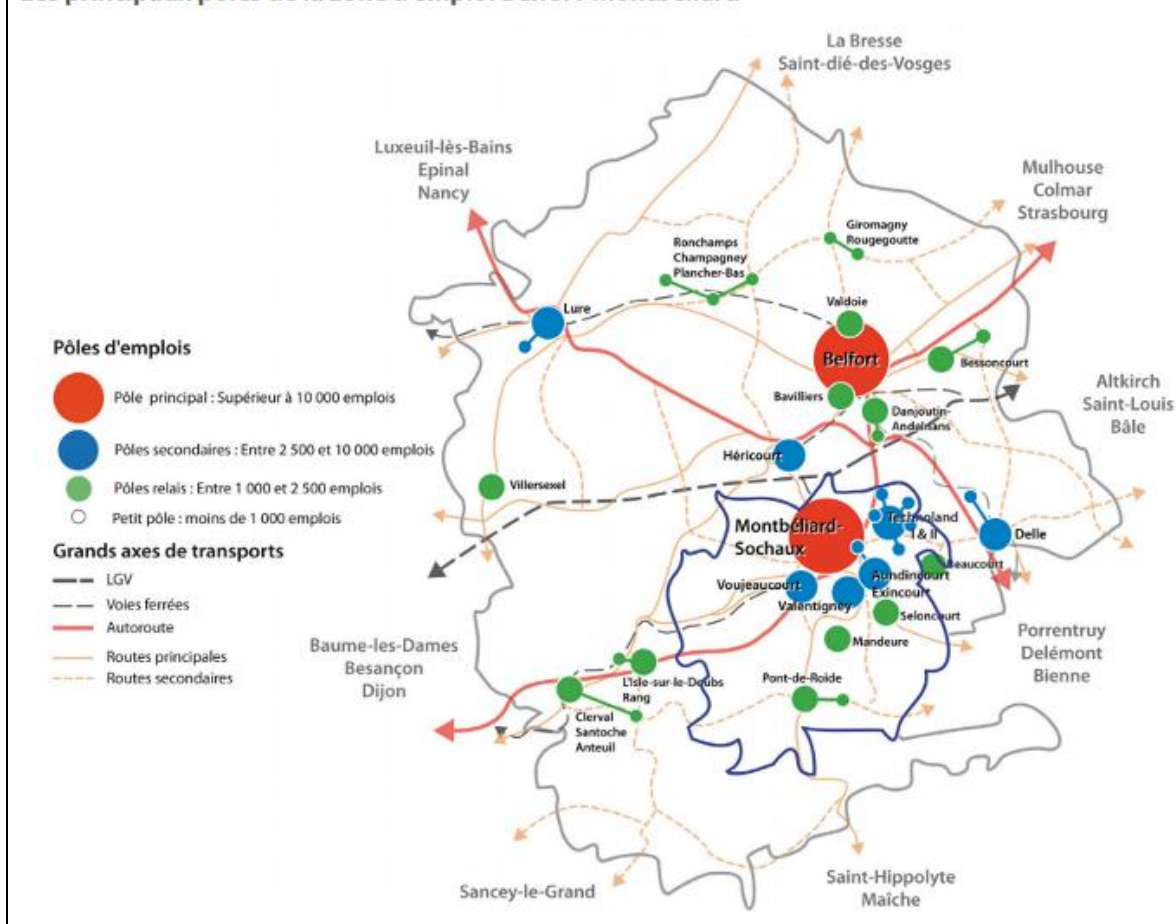 La Bresse
Saint-dié-des-Vosges
Luxeuil-lès-Bains
Epinal
Nancy
Mulhouse
Colmar
Strasbourg
Giromagny
Rougegoutte
Ronchamps
Champagney
Plancher-Bas
Lure
Valdoie
Belfort
Bessoncourt
Pôles d'emplois
Pôle principal : Supérieur à 10 000 emplois
Pôles secondaires : Entre 2 500 et 10 000 emplois
Pôles relais : Entre 1 000 et 2 500 emplois
Petit pôle : moins de 1 000 emplois
Grands axes de transports
LGV
Voies ferrées
Autoroute
Routes principales
Routes secondaires
Bavilliers
Danjoutin-
Andelnans
Altkirch
Saint-Louis
Bâle
Héricourt
Villersexel
Montbéliard-
Sochaux
Technoland
I & II
Delle
Beaucourt
Voujeaucourt
Audincourt
Exincourt
Valentigney
Seloncourt
Mandeure
Porrentruy
Delémont
Bienne
Baume-les-Dames
Besançon
Dijon
L'Isle-sur-le-Doubs
Rang
Pont-de-Roide
Clerval
Santoche
Anteuil
Sancey-le-Grand
Saint-Hippolyte
Maîche